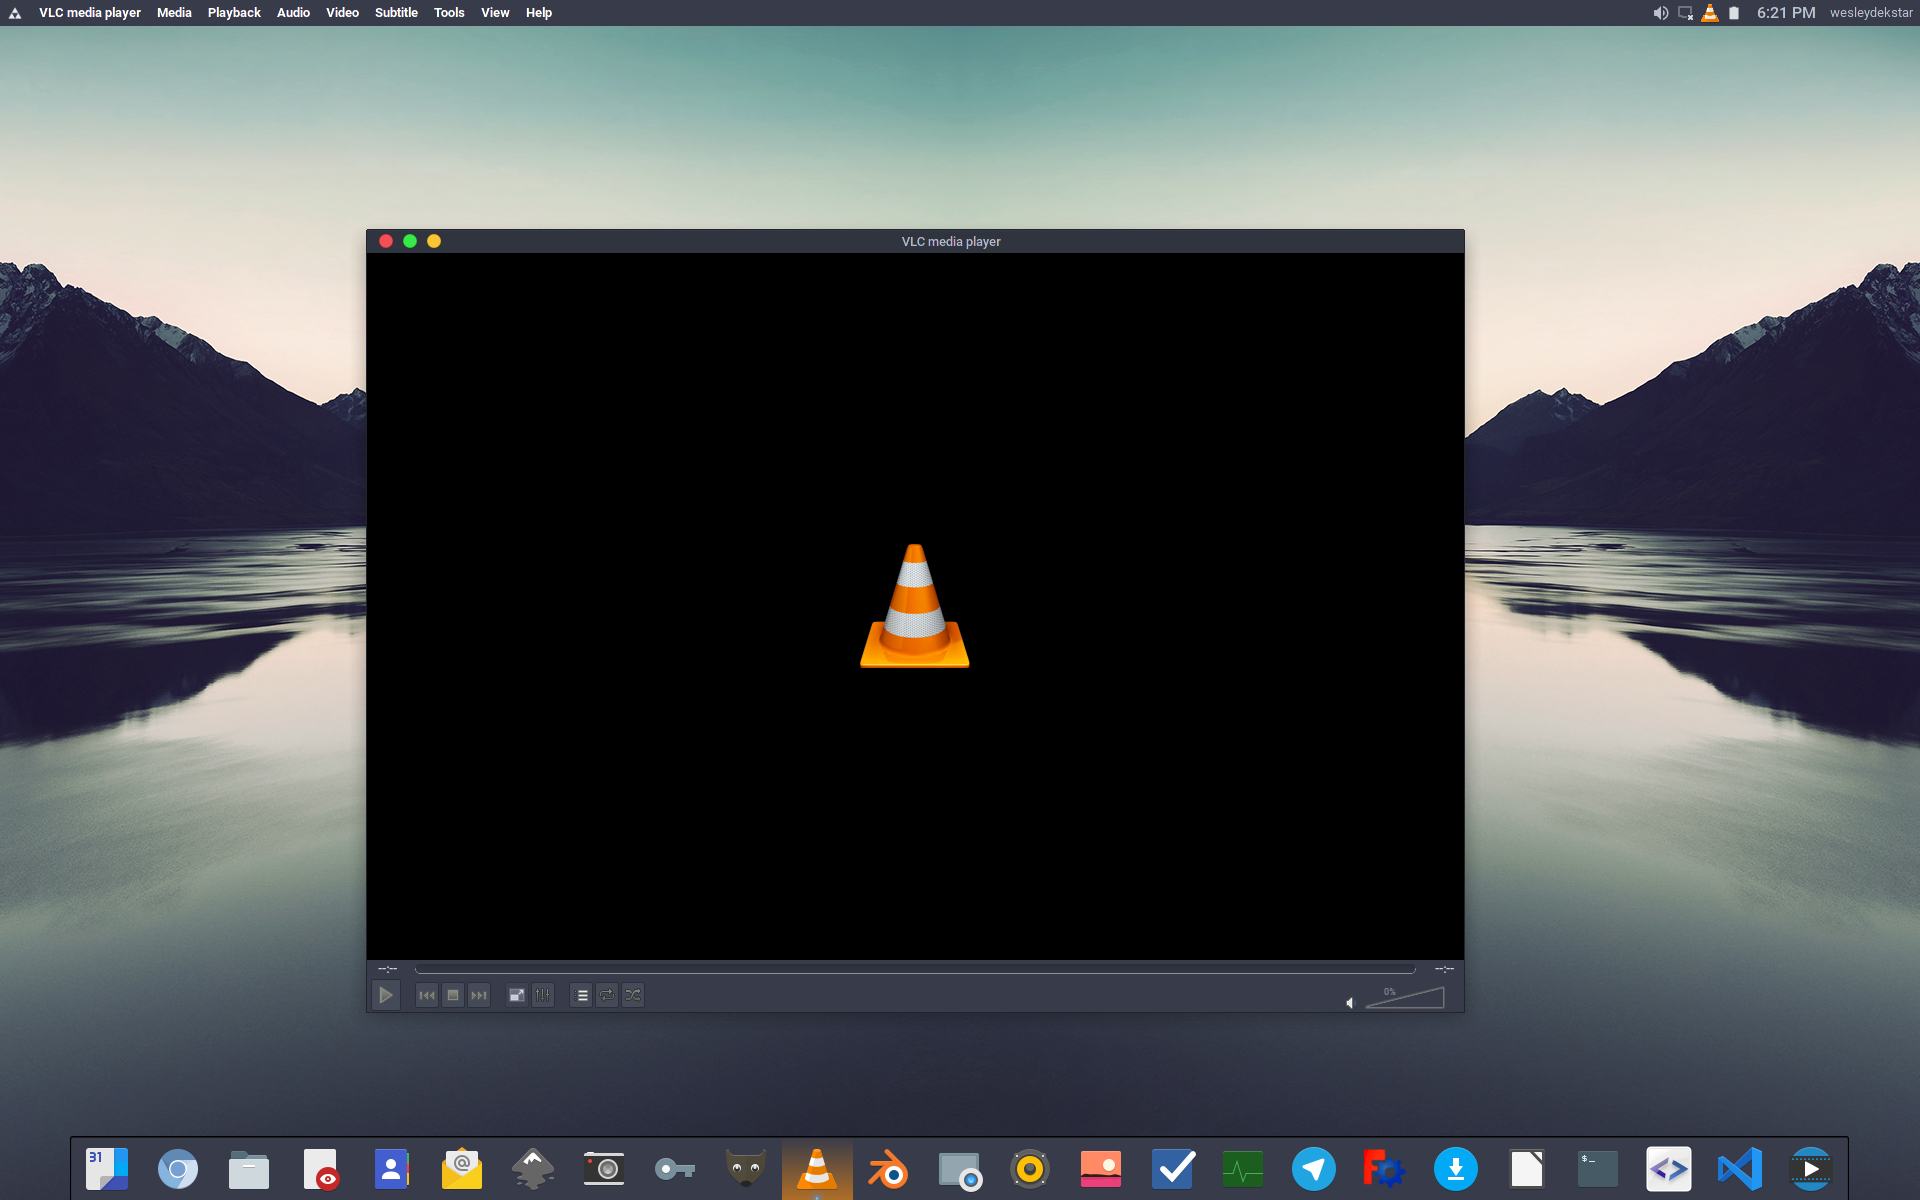 VLC media player Media Playback Audio Video Subtitle Tools View Help 6:21 PM wesleydekstar
VLC media player
--:-- --:--
0%
31 @ F $_